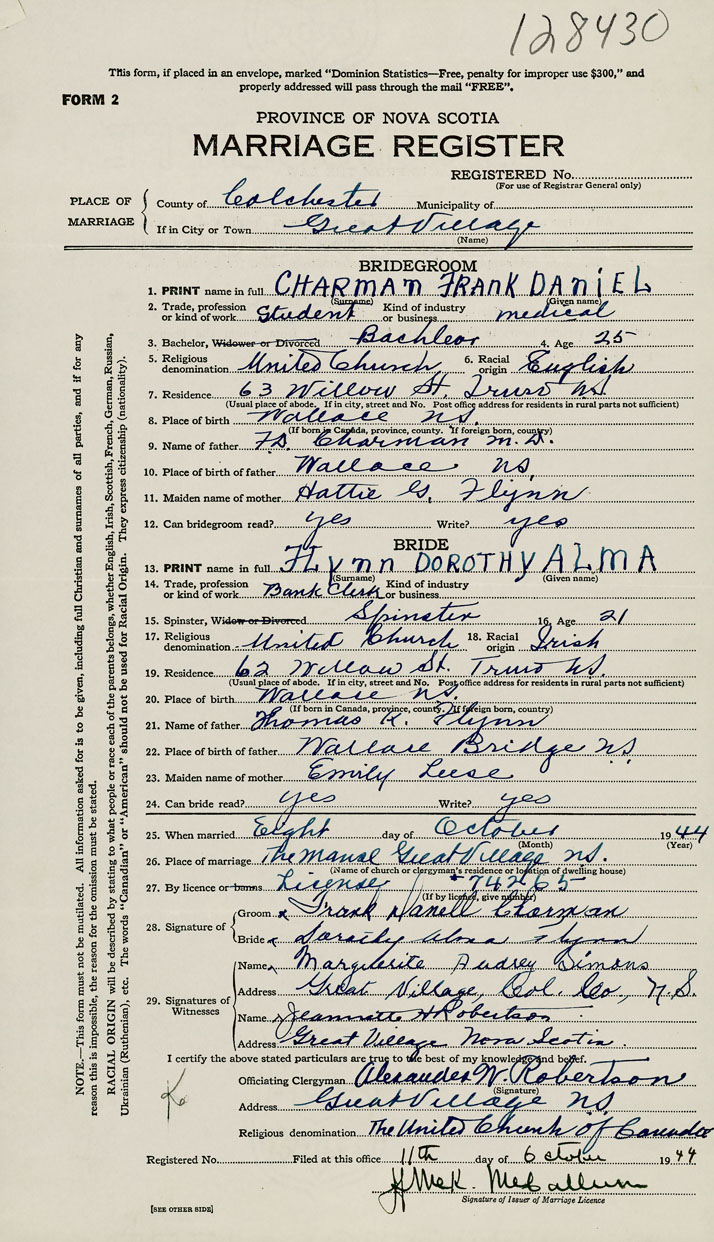 128430
This form, if placed in an envelope, marked "Dominion Statistics—Free, penalty for improper use $300," and
properly addressed will pass through the mail "FREE".
FORM 2
PROVINCE OF NOVA SCOTIA
MARRIAGE REGISTER
REGISTERED No.
(For use of Registrar General only)
PLACE OF MARRIAGE
County of Colchester Municipality of
If in City or Town Great Village
(Name)
BRIDEGROOM
1. PRINT name in full CHARMAN FRANK DANIEL
(Surname) (Given name)
2. Trade, profession or kind of work Student Kind of industry or business medical
3. Bachelor, Widower or Divorced Bachleor 4. Age 25
5. Religious denomination United Church 6. Racial origin English
7. Residence 63 Willow St. Truro N.S.
(Usual place of abode. If in city, street and No. Post office address for residents in rural parts not sufficient)
8. Place of birth Wallace N.S.
(If born in Canada, province, county. If foreign born, country)
9. Name of father F.D. Charman M.D.
10. Place of birth of father Wallace N.S.
11. Maiden name of mother Hattie G. Flynn
12. Can bridegroom read? yes Write? yes
BRIDE
13. PRINT name in full FLynn DOROTHY ALMA
(Surname) (Given name)
14. Trade, profession or kind of work Bank Clerk Kind of industry or business
15. Spinster, Widow or Divorced Spinster 16. Age 21
17. Religious denomination United Church 18. Racial origin Irish
19. Residence 62 Willow St. Truro N.S.
(Usual place of abode. If in city, street and No. Post office address for residents in rural parts not sufficient)
20. Place of birth Wallace N.S.
(If born in Canada, province, county. If foreign born, country)
21. Name of father Thomas K. Flynn
22. Place of birth of father Wallace Bridge N.S.
23. Maiden name of mother Emily
24. Can bride read? yes Write? yes
25. When married Eight day of October 1944
(Month) (Year)
26. Place of marriage The Manse Great Village N.S.
(Name of church or clergyman's residence or location of dwelling house)
27. By licence or banns License 74265
(If by licence, give number)
28. Signature of
Groom x Frank Charman
Bride x Dorothy Alma Flynn
29. Signatures of Witnesses
Name Marguerite Audrey Simons
Address Great Village, Col. Co., N.S.
Name Jeannette H Robertson
Address Great Village Nova Scotia.
I certify the above stated particulars are true to the best of my knowledge and belief.
Officiating Clergyman Alexander W. Robertson
(Signature)
Address Great Village N.S.
Religious denomination The United Church of Canada
Registered No. Filed at this office 11th day of October 1944
McK. McCallum
Signature of Issuer of Marriage Licence
[SEE OTHER SIDE]
NOTE.—This form must not be mutilated. All information asked for is to be given, including full Christian and surnames of all parties, and if for any
reason this is impossible, the reason for the omission must be stated.
RACIAL ORIGIN will be described by stating to what people or race each of the parents belongs, whether English, Irish, Scottish, French, German, Russian,
Ukrainian (Ruthenian), etc. The words "Canadian" or "American" should not be used for Racial Origin. They express citizenship (nationality).